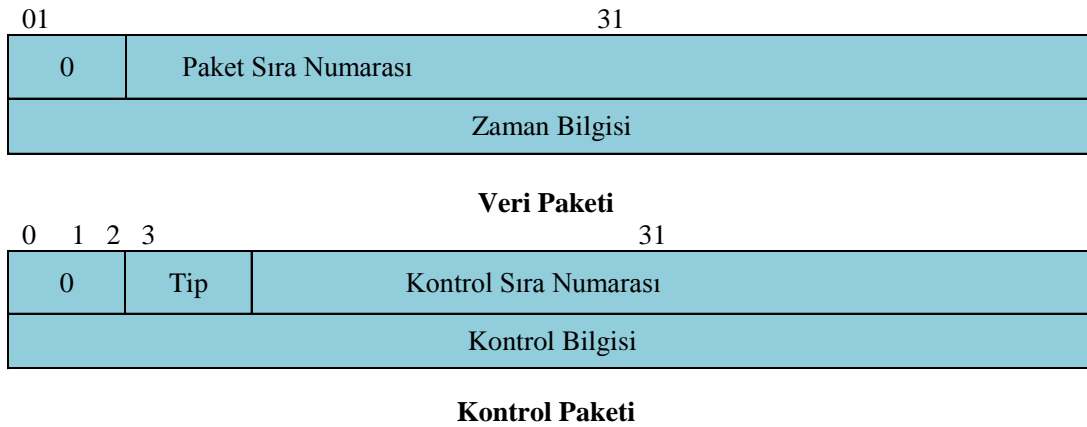 01 31
0 Paket Sıra Numarası
Zaman Bilgisi
Veri Paketi
0 1 2 3 31
0 Tip Kontrol Sıra Numarası
Kontrol Bilgisi
Kontrol Paketi